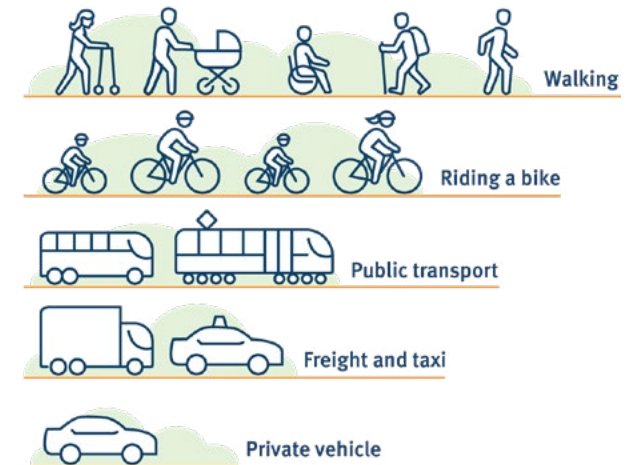 Walking
Riding a bike
Public transport
Freight and taxi
Private vehicle